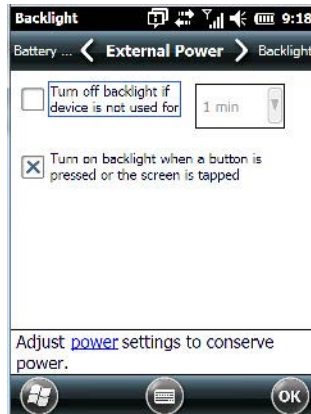 Backlight 9:18
Battery ... External Power Backlight
Turn off backlight if
device is not used for
1 min
Turn on backlight when a button is
pressed or the screen is tapped
Adjust power settings to conserve
power.
OK